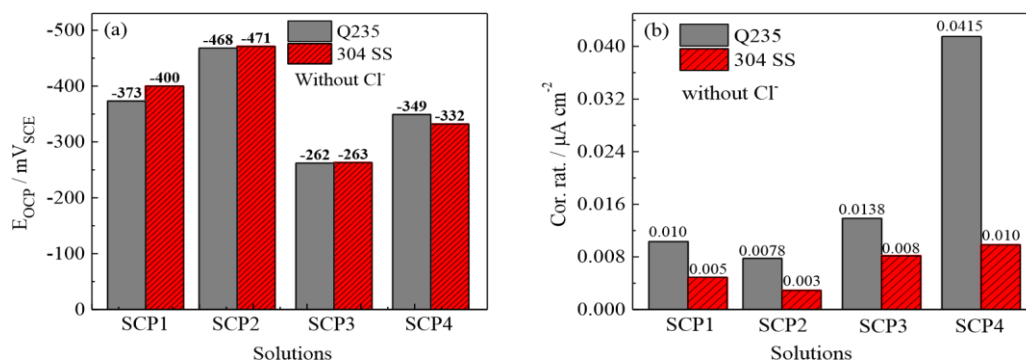 (a)
Q235
304 SS
Without Cl⁻
-500
-400
-300
-200
-100
0
E_OCP / mV_SCE
-373
-400
-468
-471
-262
-263
-349
-332
SCP1 SCP2 SCP3 SCP4
Solutions
(b)
Q235
304 SS
without Cl⁻
0.040
0.032
0.024
0.016
0.008
0.000
Cor. rat. / μA cm⁻²
0.010
0.005
0.0078
0.003
0.0138
0.008
0.0415
0.010
SCP1 SCP2 SCP3 SCP4
Solutions